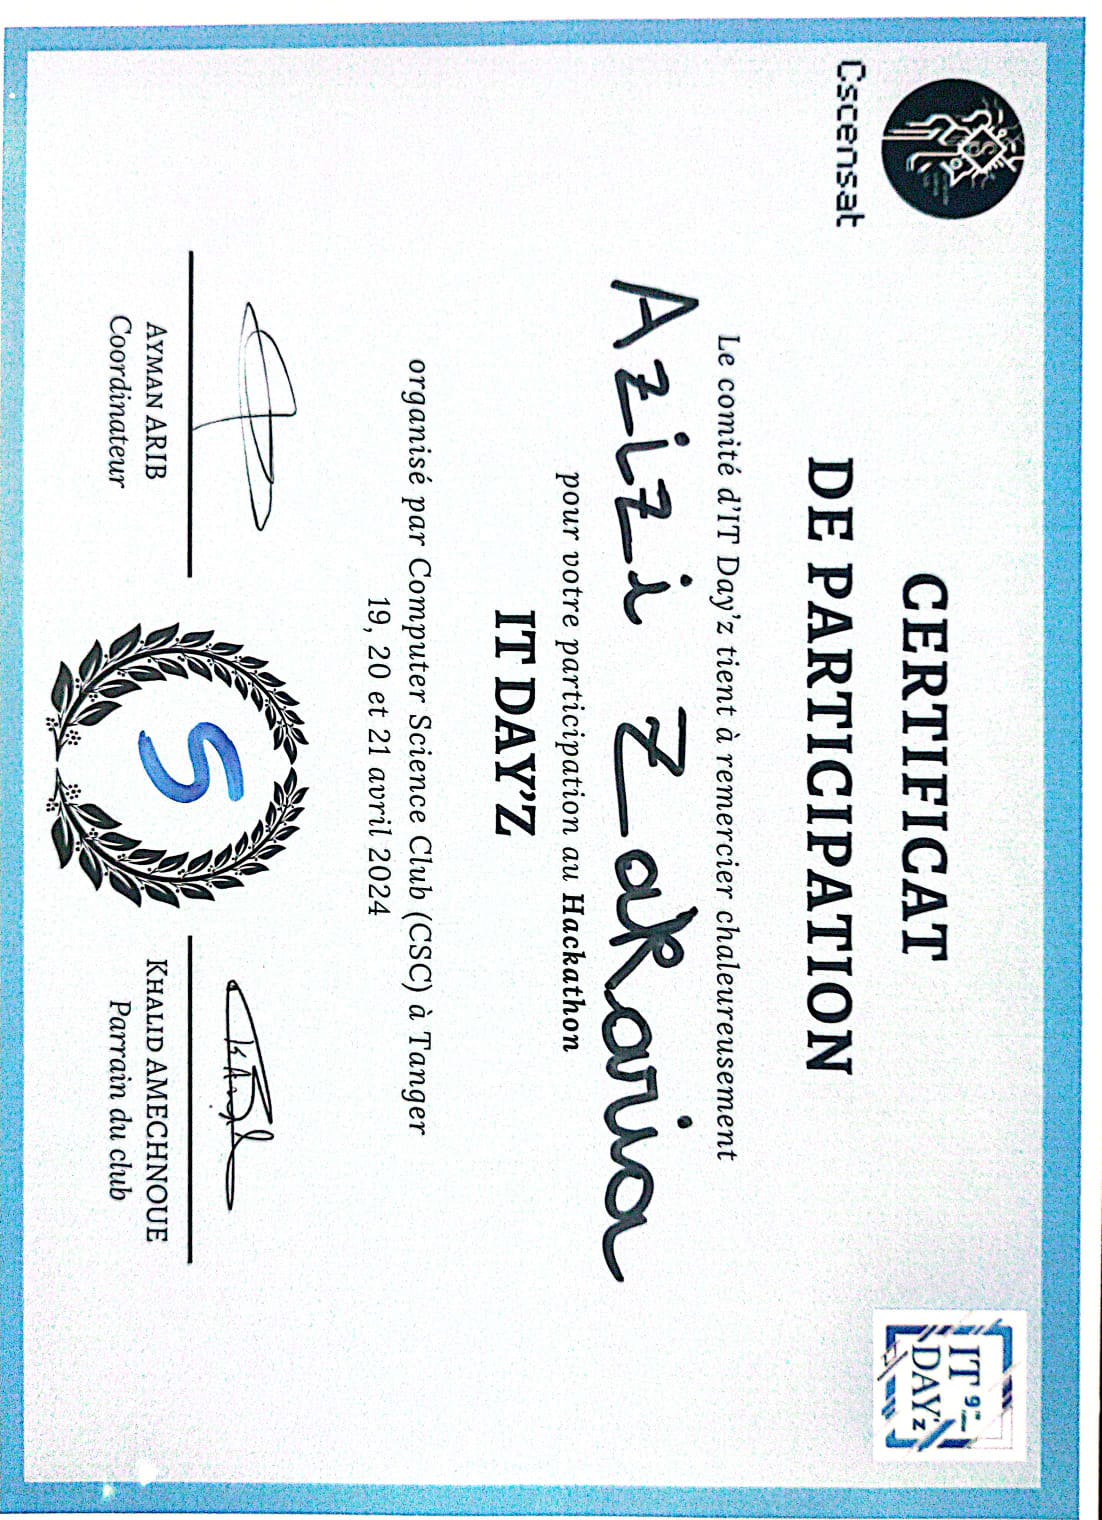 Cscensat
IT 9
DAY'z
CERTIFICAT
DE PARTICIPATION
Le comité d'IT Day'z tient à remercier chaleureusement
Azizi Zakaria
pour votre participation au Hackathon
IT DAY'Z
organisé par Computer Science Club (CSC) à Tanger
19, 20 et 21 avril 2024
S
AYMAN ARIB
Coordinateur
KHALID AMECHNOUE
Parrain du club